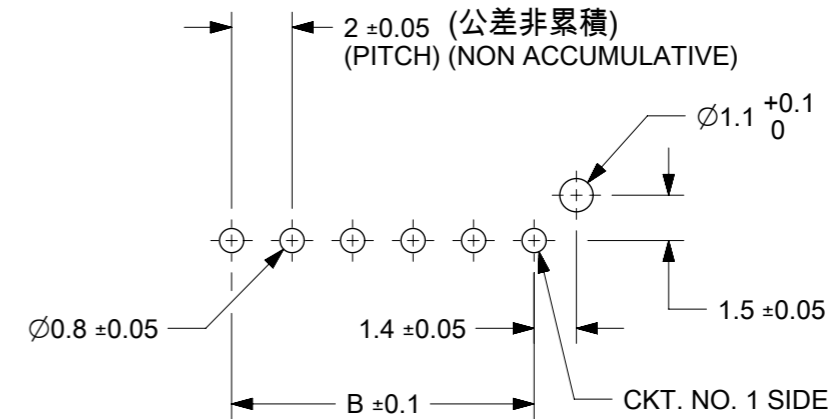 2 ±0.05 (公差非累積)
(PITCH) (NON ACCUMULATIVE)
∅1.1 +0.1
0
∅0.8 ±0.05
1.4 ±0.05
1.5 ±0.05
B ±0.1
CKT. NO. 1 SIDE